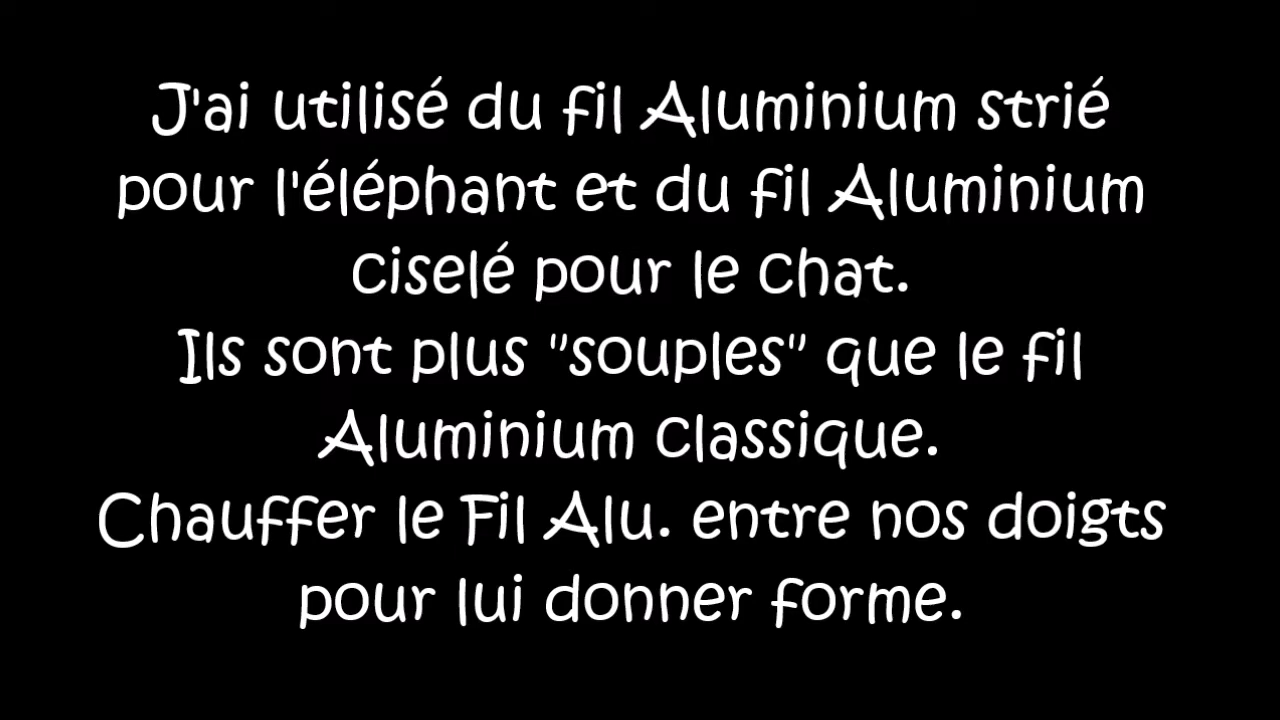 J'ai utilisé du fil Aluminium strié
pour l'éléphant et du fil Aluminium
ciselé pour le chat.
Ils sont plus "souples" que le fil
Aluminium classique.
Chauffer le Fil Alu. entre nos doigts
pour lui donner forme.